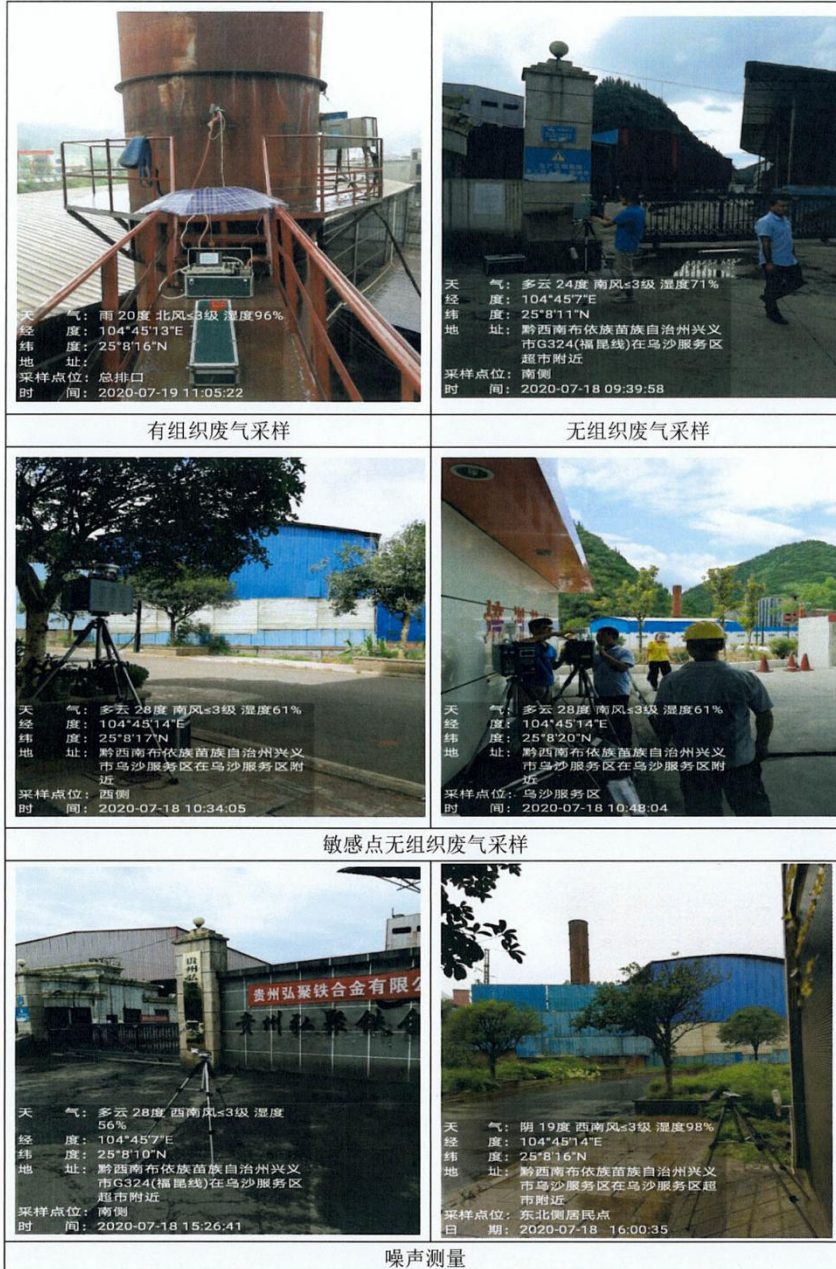 天 气：雨 20度 北风≤3级 湿度96%
经 度：104°45'13"E
纬 度：25°8'16"N
地 址：
采样点位：总排口
时 间：2020-07-19 11:05:22
天 气：多云 24度 南风≤3级 湿度71%
经 度：104°45'7"E
纬 度：25°8'11"N
地 址：黔西南布依族苗族自治州兴义
市G324(福昆线)在乌沙服务区
超市附近
采样点位：南侧
时 间：2020-07-18 09:39:58
有组织废气采样
无组织废气采样
天 气：多云 28度 南风≤3级 湿度61%
经 度：104°45'14"E
纬 度：25°8'17"N
地 址：黔西南布依族苗族自治州兴义
市乌沙服务区在乌沙服务区附
近
采样点位：西侧
时 间：2020-07-18 10:34:05
天 气：多云 28度 南风≤3级 湿度61%
经 度：104°45'14"E
纬 度：25°8'20"N
地 址：黔西南布依族苗族自治州兴义
市乌沙服务区在乌沙服务区附
近
采样点位：乌沙服务区
时 间：2020-07-18 10:48:04
敏感点无组织废气采样
贵州弘聚铁合金有限公
贵州弘聚铁合
天 气：多云 28度 西南风≤3级 湿度
56%
经 度：104°45'7"E
纬 度：25°8'10"N
地 址：黔西南布依族苗族自治州兴义
市G324(福昆线)在乌沙服务区
超市附近
采样点位：南侧
时 间：2020-07-18 15:26:41
天 气：阴 19度 西南风≤3级 湿度98%
经 度：104°45'14"E
纬 度：25°8'16"N
地 址：黔西南布依族苗族自治州兴义
市乌沙服务区在乌沙服务区超
市附近
采样点位：东北侧居民点
日 期：2020-07-18 16:00:35
噪声测量